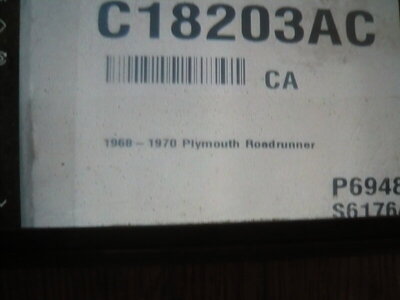 C18203AC
CA
1968 – 1970 Plymouth Roadrunner
P6948
S6176